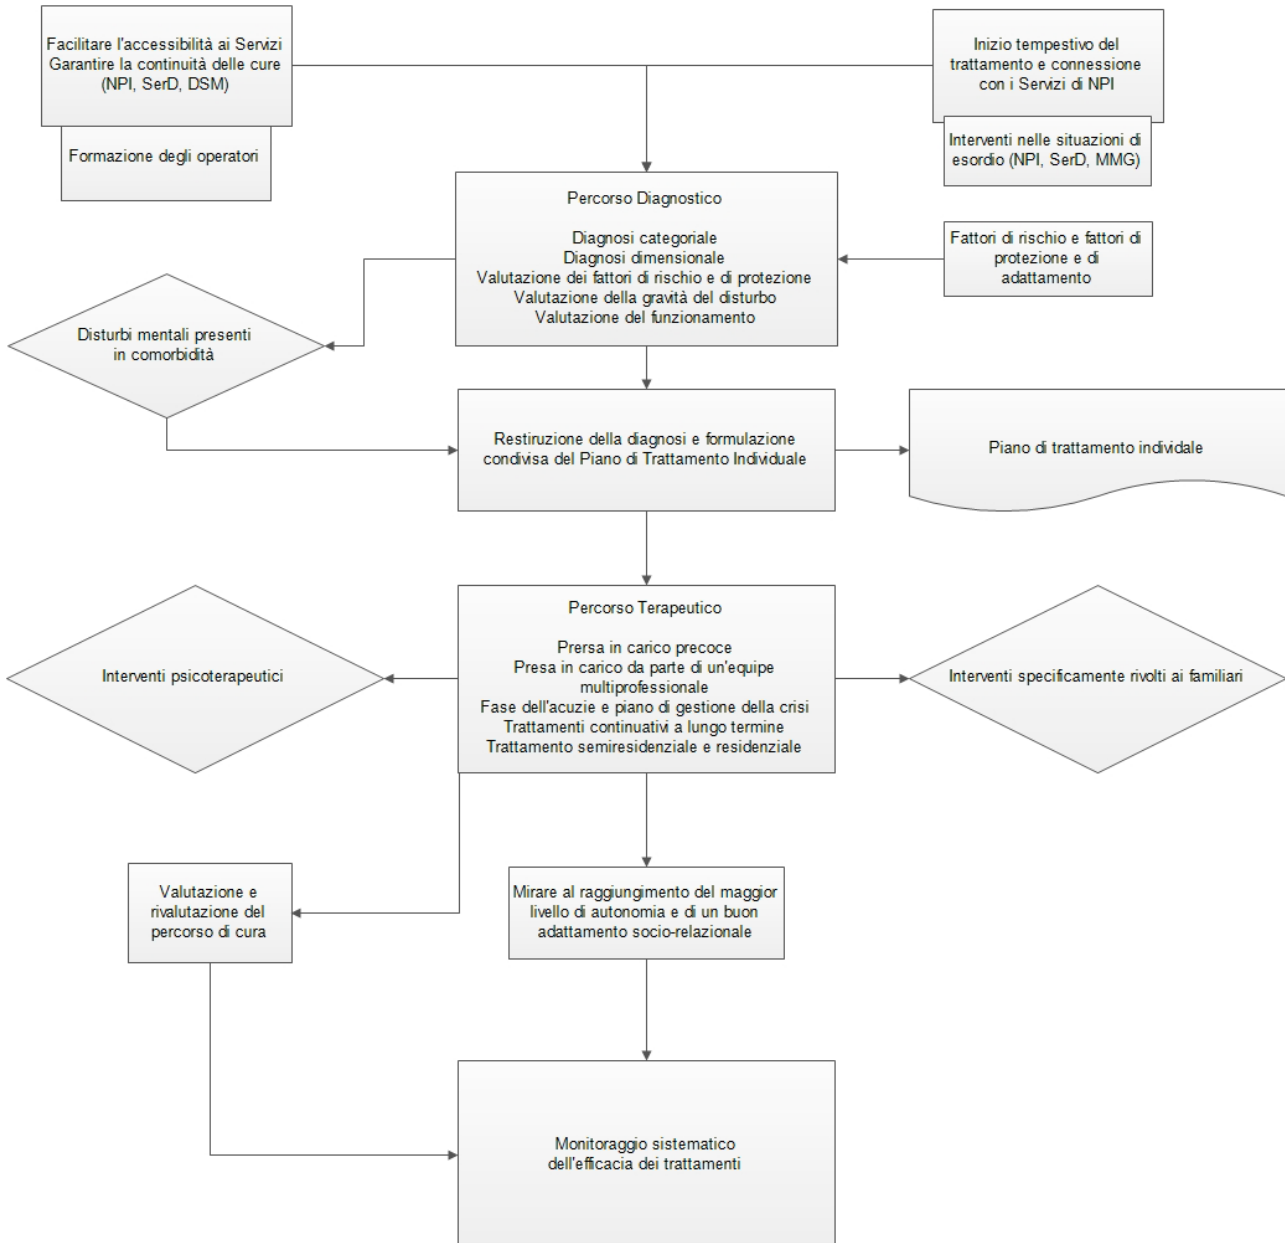 Facilitare l'accessibilità ai Servizi
Garantire la continuità delle cure
(NPI, SerD, DSM)
Formazione degli operatori
Inizio tempestivo del
trattamento e connessione
con i Servizi di NPI
Interventi nelle situazioni di
esordio (NPI, SerD, MMG)
Percorso Diagnostico
Diagnosi categoriale
Diagnosi dimensionale
Valutazione dei fattori di rischio e di protezione
Valutazione della gravità del disturbo
Valutazione del funzionamento
Fattori di rischio e fattori di
protezione e di
adattamento
Disturbi mentali presenti
in comorbidità
Restiruzione della diagnosi e formulazione
condivisa del Piano di Trattamento Individuale
Piano di trattamento individale
Percorso Terapeutico
Prersa in carico precoce
Presa in carico da parte di un'equipe
multiprofessionale
Fase dell'acuzie e piano di gestione della crisi
Trattamenti continuativi a lungo termine
Trattamento semiresidenziale e residenziale
Interventi psicoterapeutici
Interventi specificamente rivolti ai familiari
Valutazione e
rivalutazione del
percorso di cura
Mirare al raggiungimento del maggior
livello di autonomia e di un buon
adattamento socio-relazionale
Monitoraggio sistematico
dell'efficacia dei trattamenti